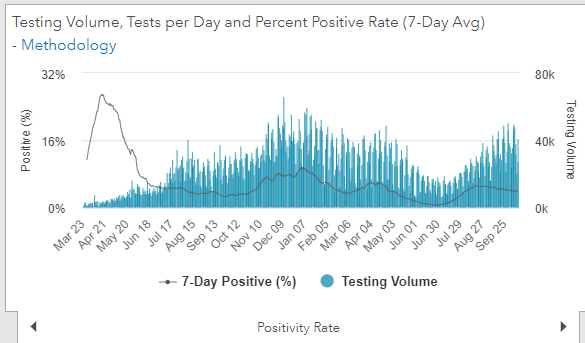 Testing Volume, Tests per Day and Percent Positive Rate (7-Day Avg)
- Methodology
32%
80k
Positive (%)
16%
40k
Testing Volume
0%
0k
Mar 23
Apr 21
May 20
Jun 18
Jul 17
Aug 15
Sep 13
Oct 12
Nov 10
Dec 09
Jan 07
Feb 05
Mar 06
Apr 04
May 03
Jun 01
Jun 30
Jul 29
Aug 27
Sep 25
7-Day Positive (%)
Testing Volume
Positivity Rate